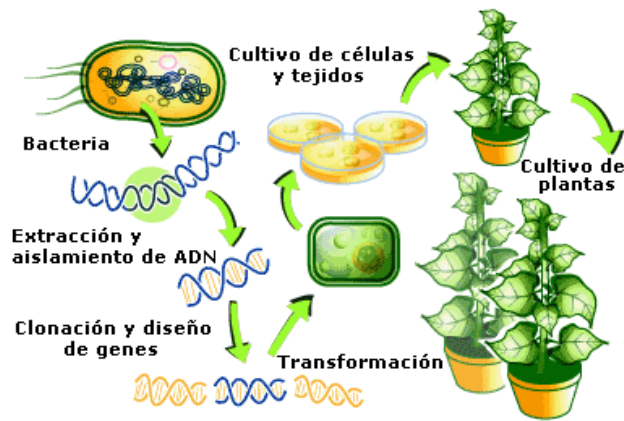 Bacteria
Extracción y
aislamiento de ADN
Clonación y diseño
de genes
Transformación
Cultivo de células
y tejidos
Cultivo de
plantas